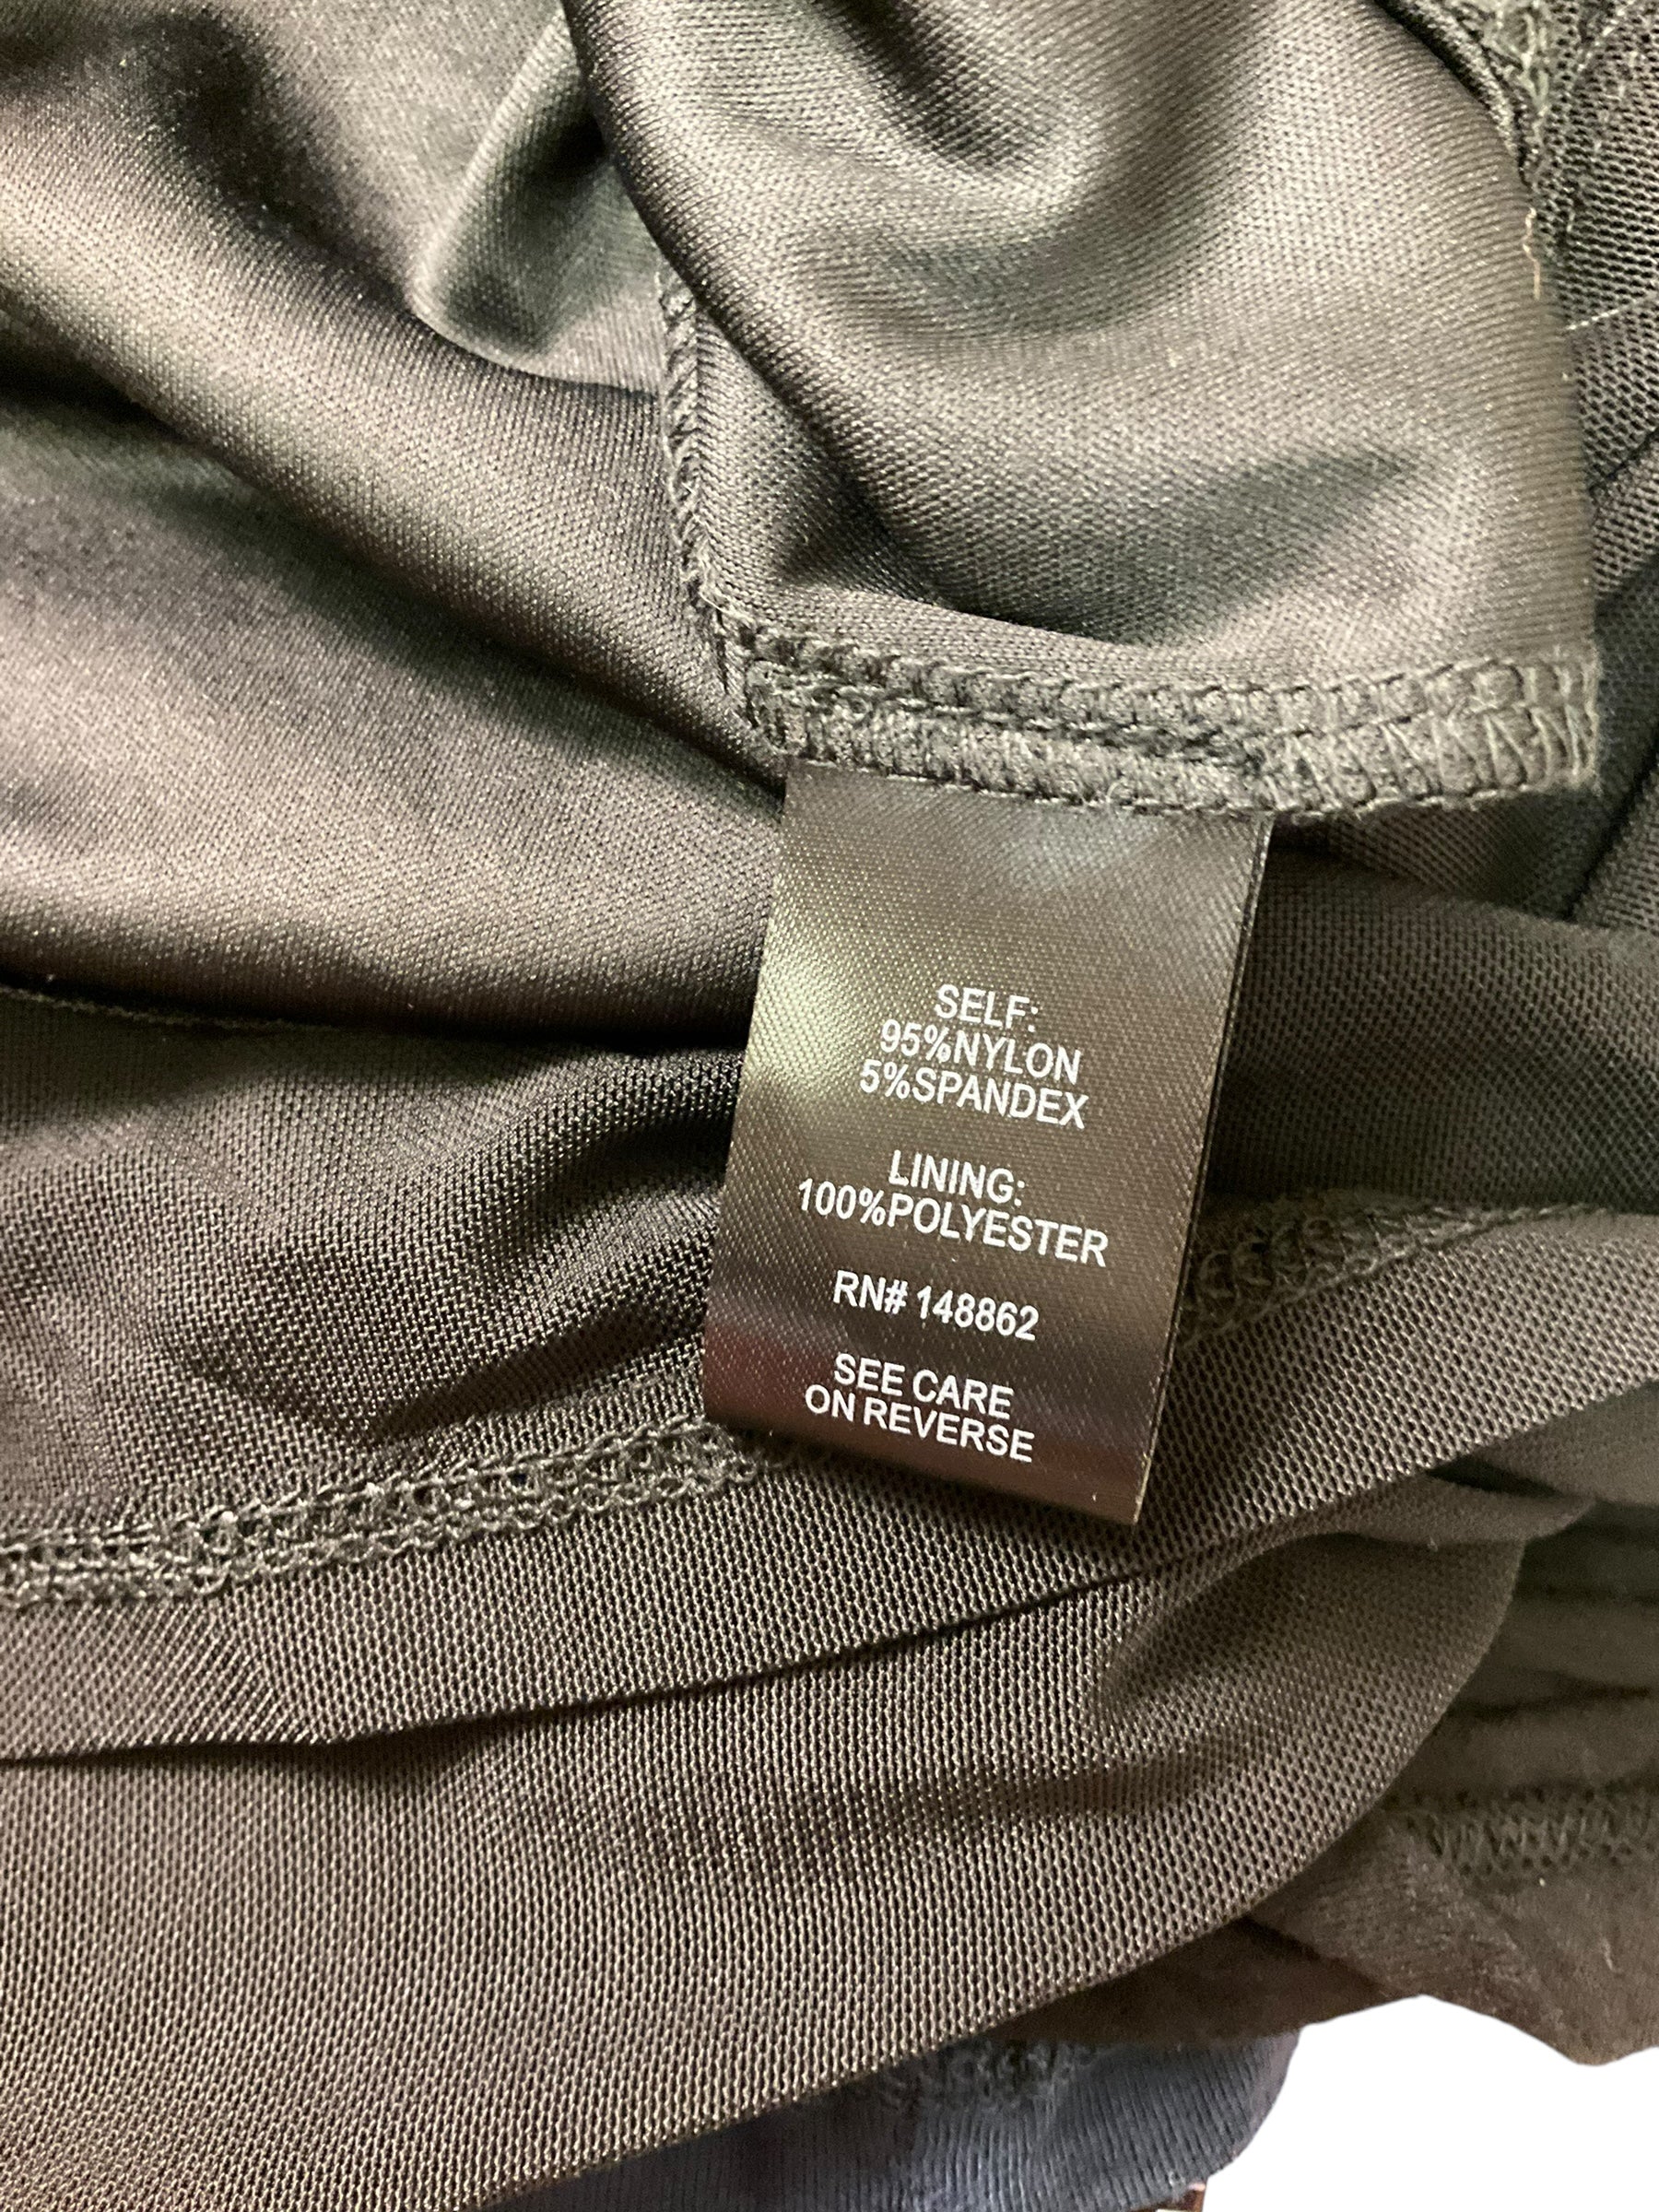 SELF:
95%NYLON
5%SPANDEX
LINING:
100%POLYESTER
RN# 148862
SEE CARE
ON REVERSE